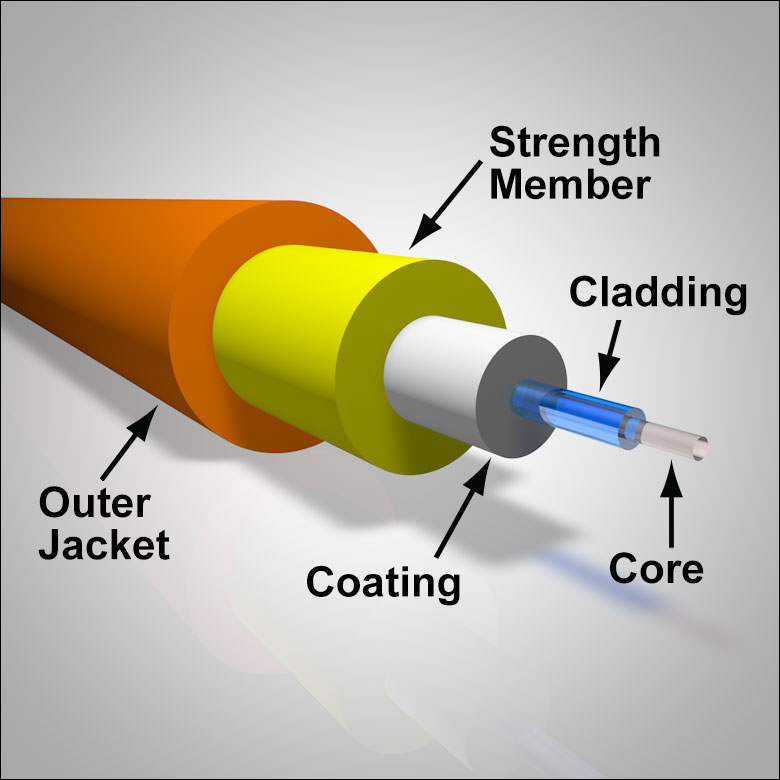 Strength
Member
Cladding
Outer
Jacket
Coating
Core